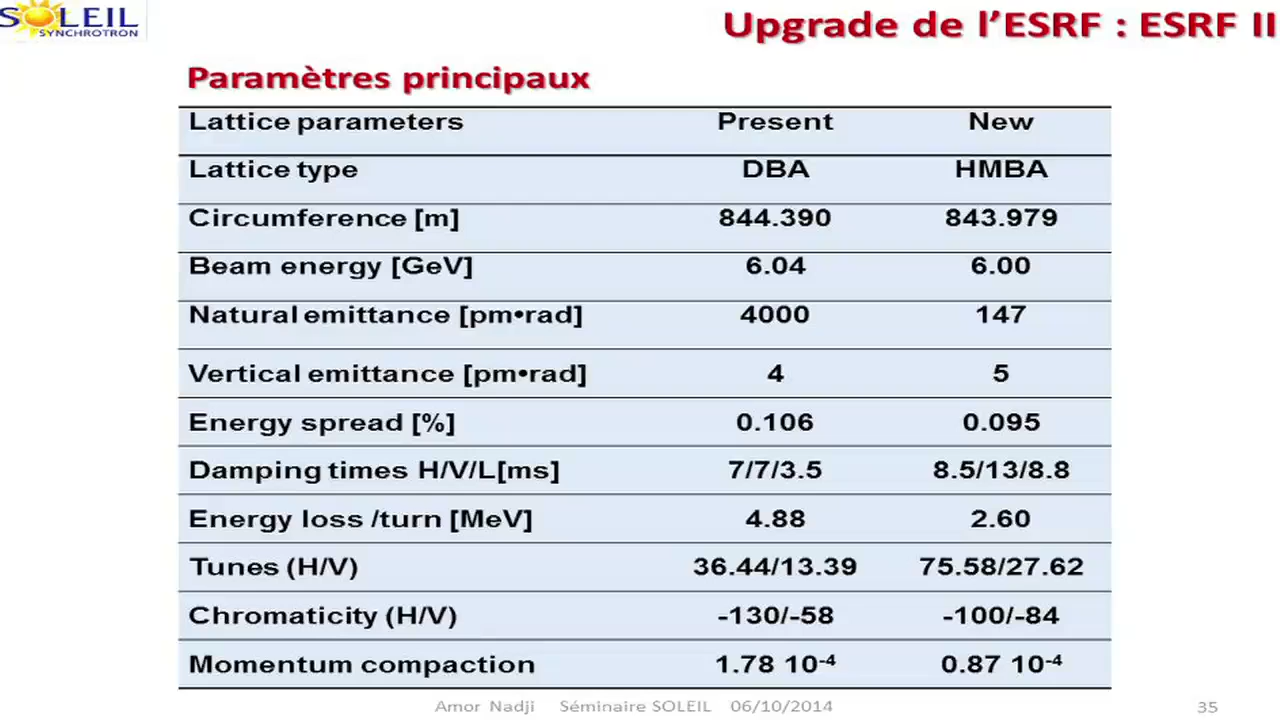 SOLEIL
SYNCHROTRON
Upgrade de l'ESRF : ESRF II
Paramètres principaux
Lattice parameters Present New
Lattice type DBA HMBA
Circumference [m] 844.390 843.979
Beam energy [GeV] 6.04 6.00
Natural emittance [pm•rad] 4000 147
Vertical emittance [pm•rad] 4 5
Energy spread [%] 0.106 0.095
Damping times H/V/L[ms] 7/7/3.5 8.5/13/8.8
Energy loss /turn [MeV] 4.88 2.60
Tunes (H/V) 36.44/13.39 75.58/27.62
Chromaticity (H/V) -130/-58 -100/-84
Momentum compaction 1.78 10⁻⁴ 0.87 10⁻⁴
Amor Nadji Séminaire SOLEIL 06/10/2014 35